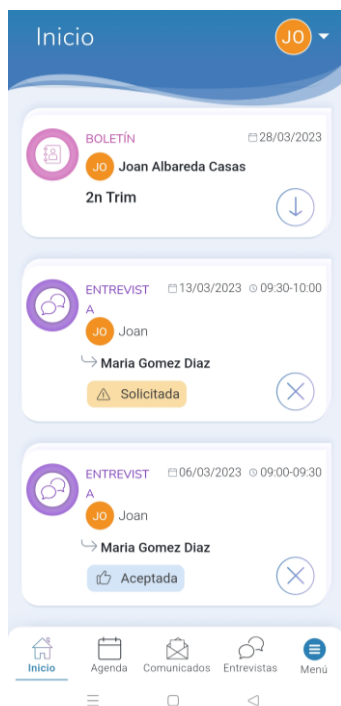 Inicio
JO
BOLETÍN 28/03/2023
JO Joan Albareda Casas
2n Trim
ENTREVIST 13/03/2023 09:30-10:00
A
JO Joan
Maria Gomez Diaz
Solicitada
ENTREVIST 06/03/2023 09:00-09:30
A
JO Joan
Maria Gomez Diaz
Aceptada
Inicio Agenda Comunicados Entrevistas Menú